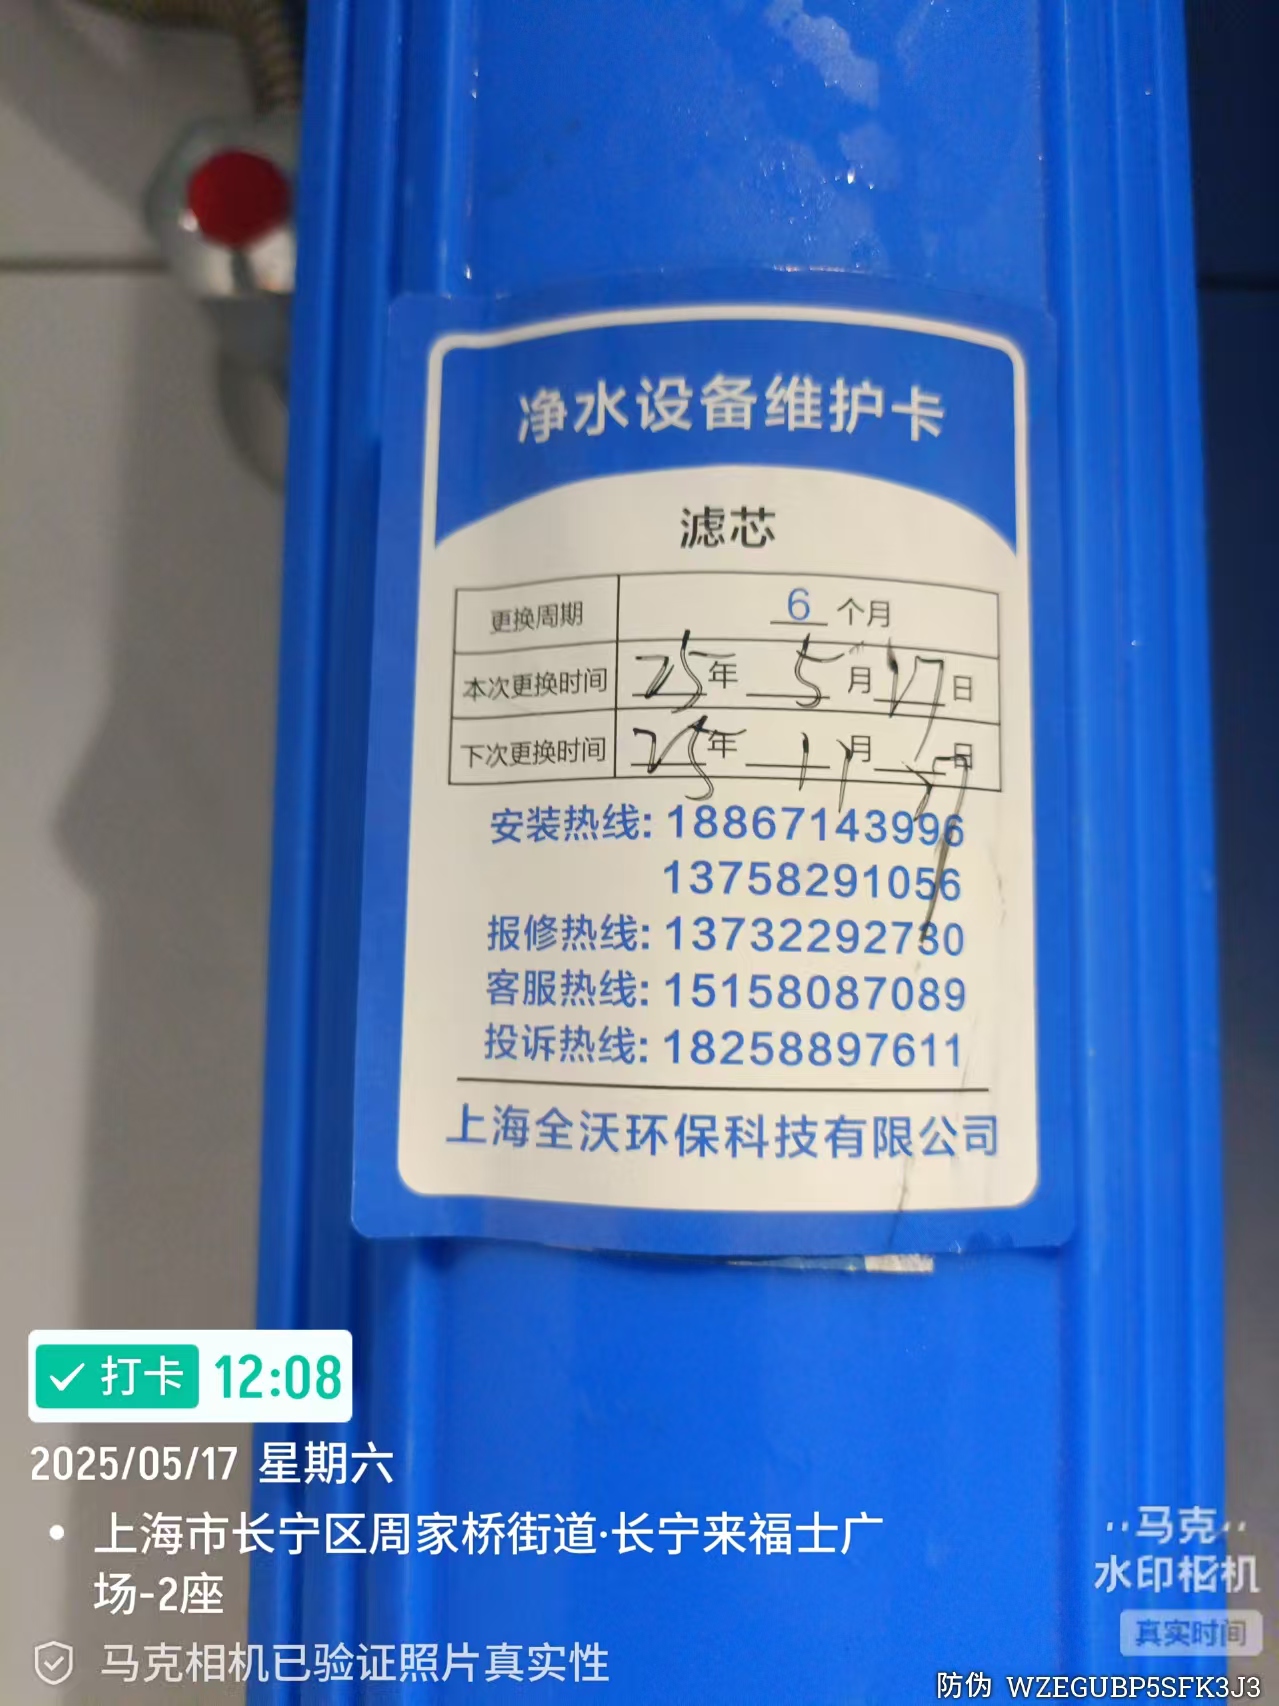 净水设备维护卡
滤芯
更换周期 6 个月
本次更换时间 25年 5月 17日
下次更换时间 25年 11月 17日
安装热线: 18867143996
13758291056
报修热线: 13732292730
客服热线: 15158087089
投诉热线: 18258897611
上海全沃环保科技有限公司
打卡 12:08
2025/05/17 星期六
上海市长宁区周家桥街道·长宁来福士广
场-2座
马克相机已验证照片真实性
马克
水印相机
真实时间
防伪 WZEGUBP5SFK3J3